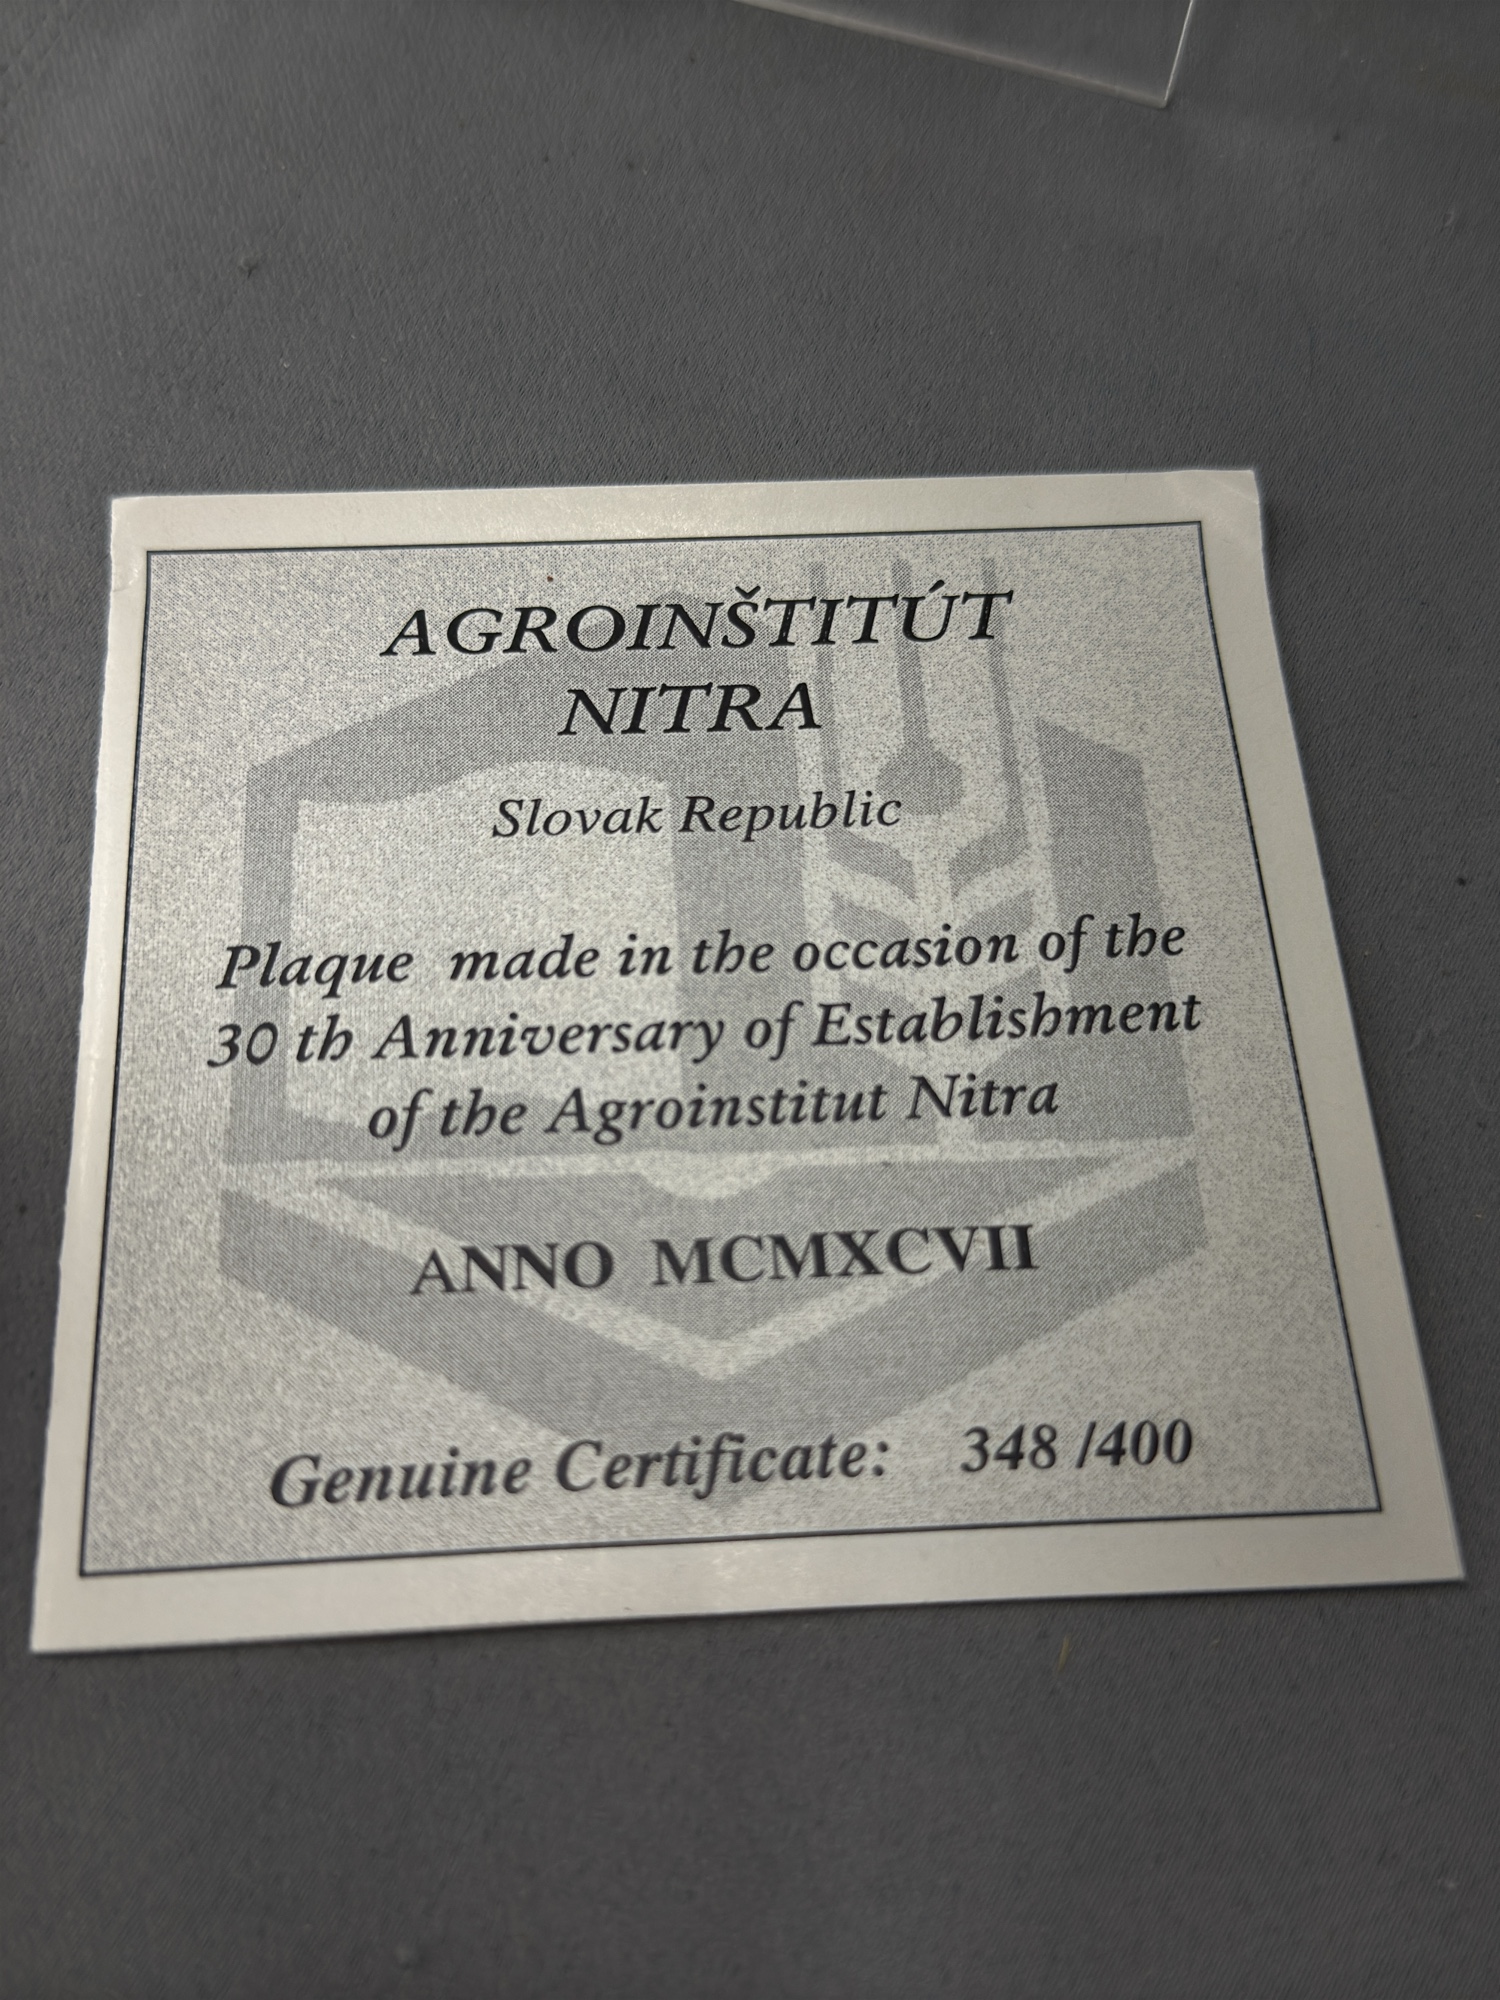 AGROINŠTITÚT
NITRA
Slovak Republic
Plaque made in the occasion of the
30 th Anniversary of Establishment
of the Agroinstitut Nitra
ANNO MCMXCVII
Genuine Certificate: 348 /400